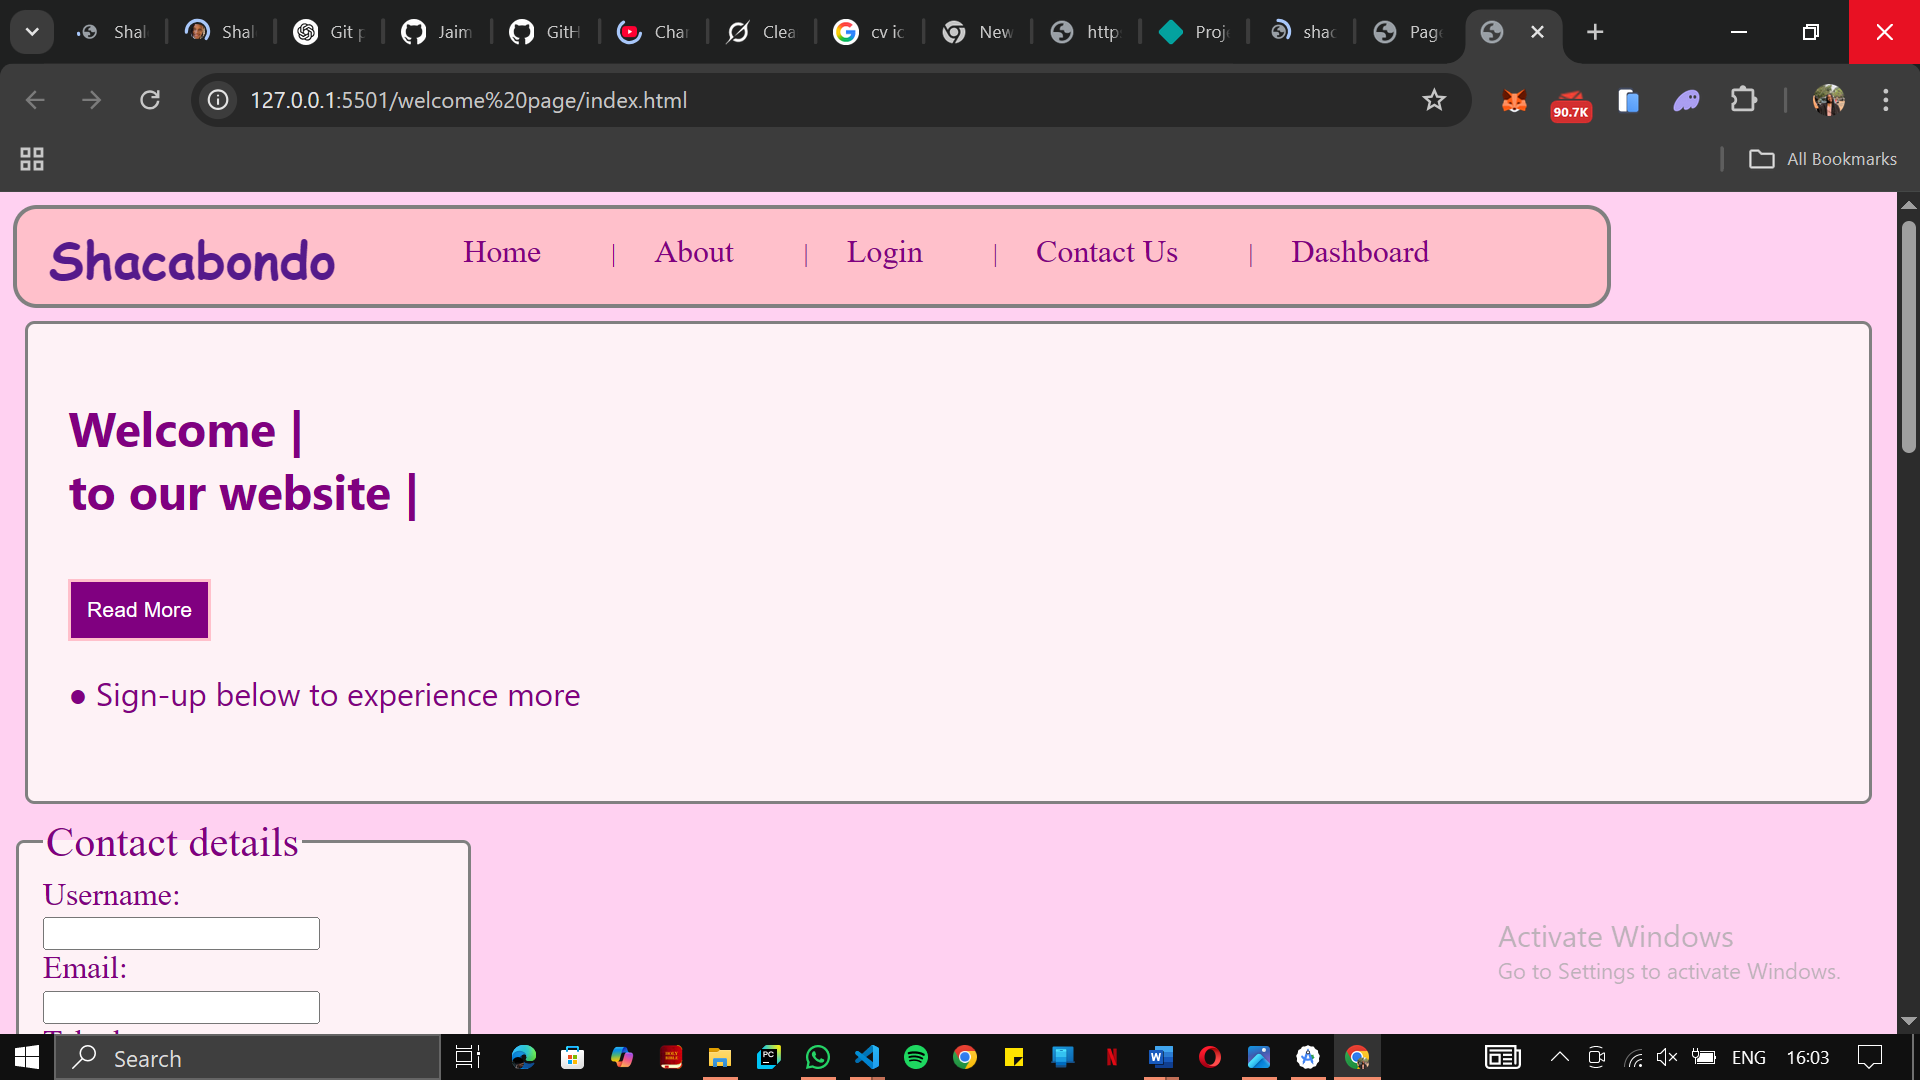 Shal Shal Git p Jaim GitH Char Clea cv ic New http: Proj shac Page
127.0.0.1:5501/welcome%20page/index.html
90.7K
All Bookmarks
Shacabondo Home | About | Login | Contact Us | Dashboard
Welcome |
to our website |
Read More
● Sign-up below to experience more
Contact details
Username:
Email:
Activate Windows
Go to Settings to activate Windows.
Search
ENG 16:03